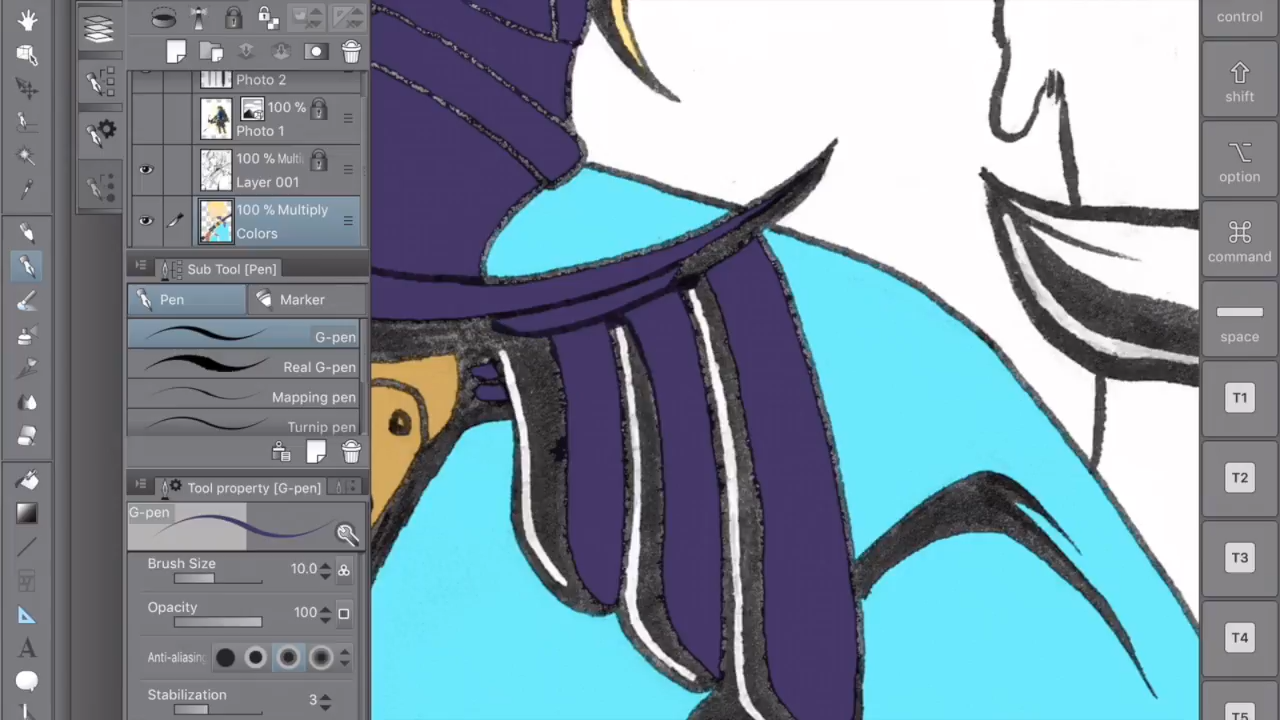 Photo 2
100 %
Photo 1
100 % Multi
Layer 001
100 % Multiply
Colors
Sub Tool [Pen]
Pen
Marker
G-pen
Real G-pen
Mapping pen
Turnip pen
Tool property [G-pen]
G-pen
Brush Size
10.0
Opacity
100
Anti-aliasing
Stabilization
3
control
shift
option
command
space
T1
T2
T3
T4
T5